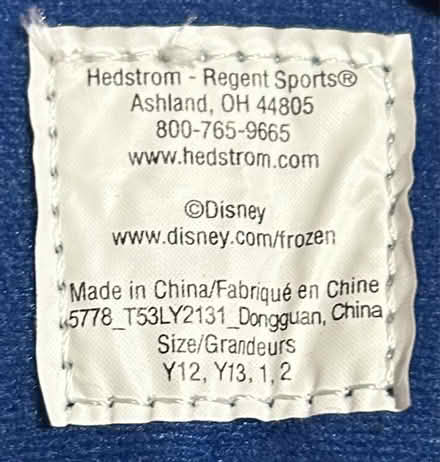 Hedstrom - Regent Sports®
Ashland, OH 44805
800-765-9665
www.hedstrom.com
©Disney
www.disney.com/frozen
Made in China/Fabriqué en Chine
5778_T53LY2131_Dongguan, China
Size/Grandeurs
Y12, Y13, 1, 2